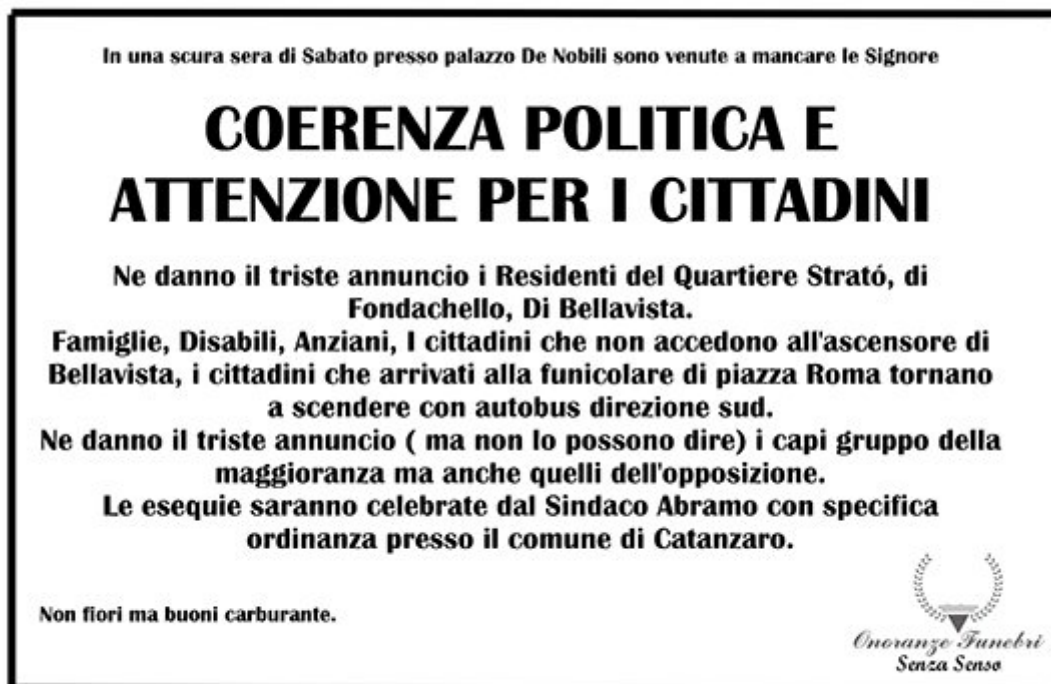 In una scura sera di Sabato presso palazzo De Nobili sono venute a mancare le Signore
COERENZA POLITICA E
ATTENZIONE PER I CITTADINI
Ne danno il triste annuncio i Residenti del Quartiere Strató, di
Fondachello, Di Bellavista.
Famiglie, Disabili, Anziani, I cittadini che non accedono all'ascensore di
Bellavista, i cittadini che arrivati alla funicolare di piazza Roma tornano
a scendere con autobus direzione sud.
Ne danno il triste annuncio ( ma non lo possono dire) i capi gruppo della
maggioranza ma anche quelli dell'opposizione.
Le esequie saranno celebrate dal Sindaco Abramo con specifica
ordinanza presso il comune di Catanzaro.
Non fiori ma buoni carburante.
Onoranze Funebri
Senza Senso